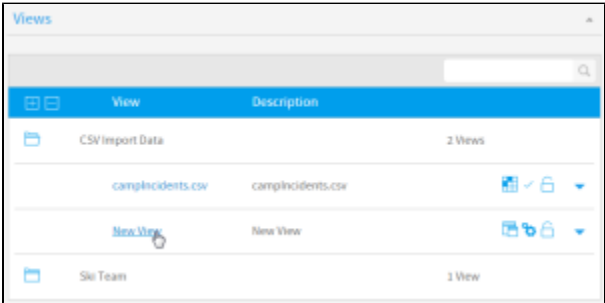 Views
View Description
CSV Import Data 2 Views
campIncidents.csv campIncidents.csv
New View New View
Ski Team 1 View